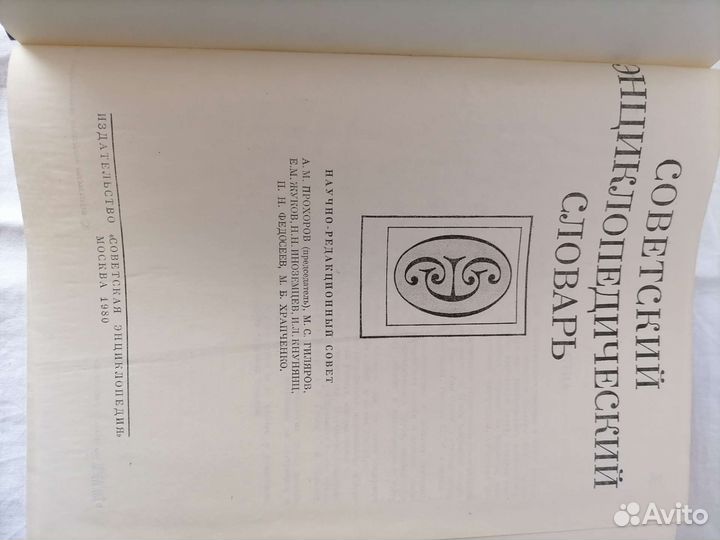 СОВЕТСКИЙ
ЭНЦИКЛОПЕДИЧЕСКИЙ
СЛОВАРЬ
НАУЧНО-РЕДАКЦИОННЫЙ СОВЕТ
А. М. ПРОХОРОВ (председатель), М. С. ГИЛЯРОВ,
Е. М. ЖУКОВ, Н. Н. ИНОЗЕМЦЕВ, И. Л. КНУНЯНЦ,
П. Н. ФЕДОСЕЕВ, М. Б. ХРАПЧЕНКО.
ИЗДАТЕЛЬСТВО «СОВЕТСКАЯ ЭНЦИКЛОПЕДИЯ»
МОСКВА 1980
Avito